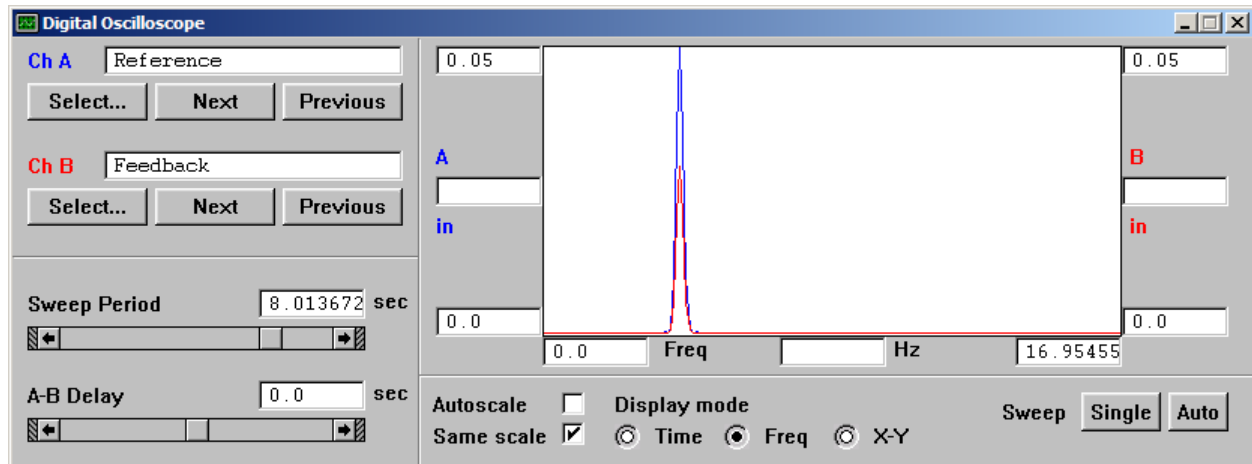 Digital Oscilloscope
Ch A Reference
Select... Next Previous
Ch B Feedback
Select... Next Previous
Sweep Period 8.013672 sec
A-B Delay 0.0 sec
0.05 0.05
A B
in in
0.0 0.0
0.0 Freq Hz 16.95455
Autoscale Display mode
Same scale Time Freq X-Y
Sweep Single Auto